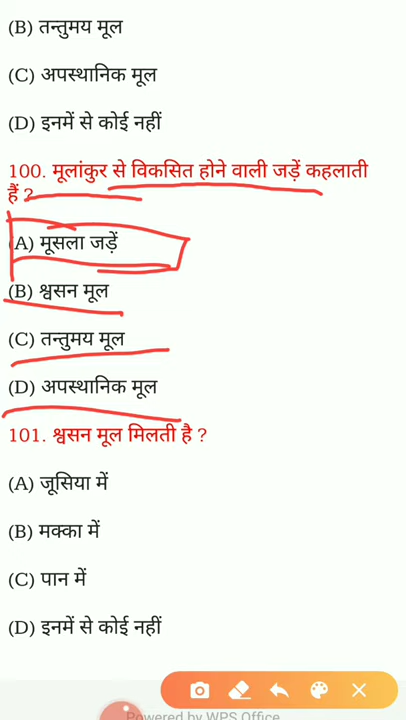 (B) तन्तुमय मूल
(C) अपस्थानिक मूल
(D) इनमें से कोई नहीं
100. मूलांकुर से विकसित होने वाली जड़ें कहलाती
हैं ?
(A) मूसला जड़ें
(B) श्वसन मूल
(C) तन्तुमय मूल
(D) अपस्थानिक मूल
101. श्वसन मूल मिलती है ?
(A) जूसिया में
(B) मक्का में
(C) पान में
(D) इनमें से कोई नहीं
Powered by WPS Office